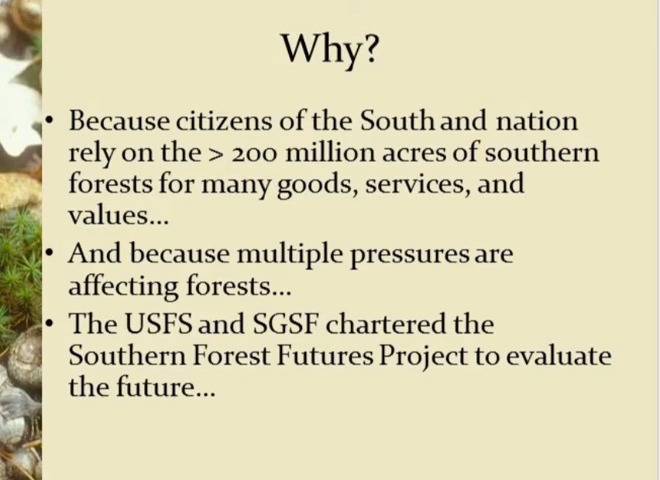 Why?
• Because citizens of the South and nation
rely on the > 200 million acres of southern
forests for many goods, services, and
values...
• And because multiple pressures are
affecting forests...
• The USFS and SGSF chartered the
Southern Forest Futures Project to evaluate
the future...